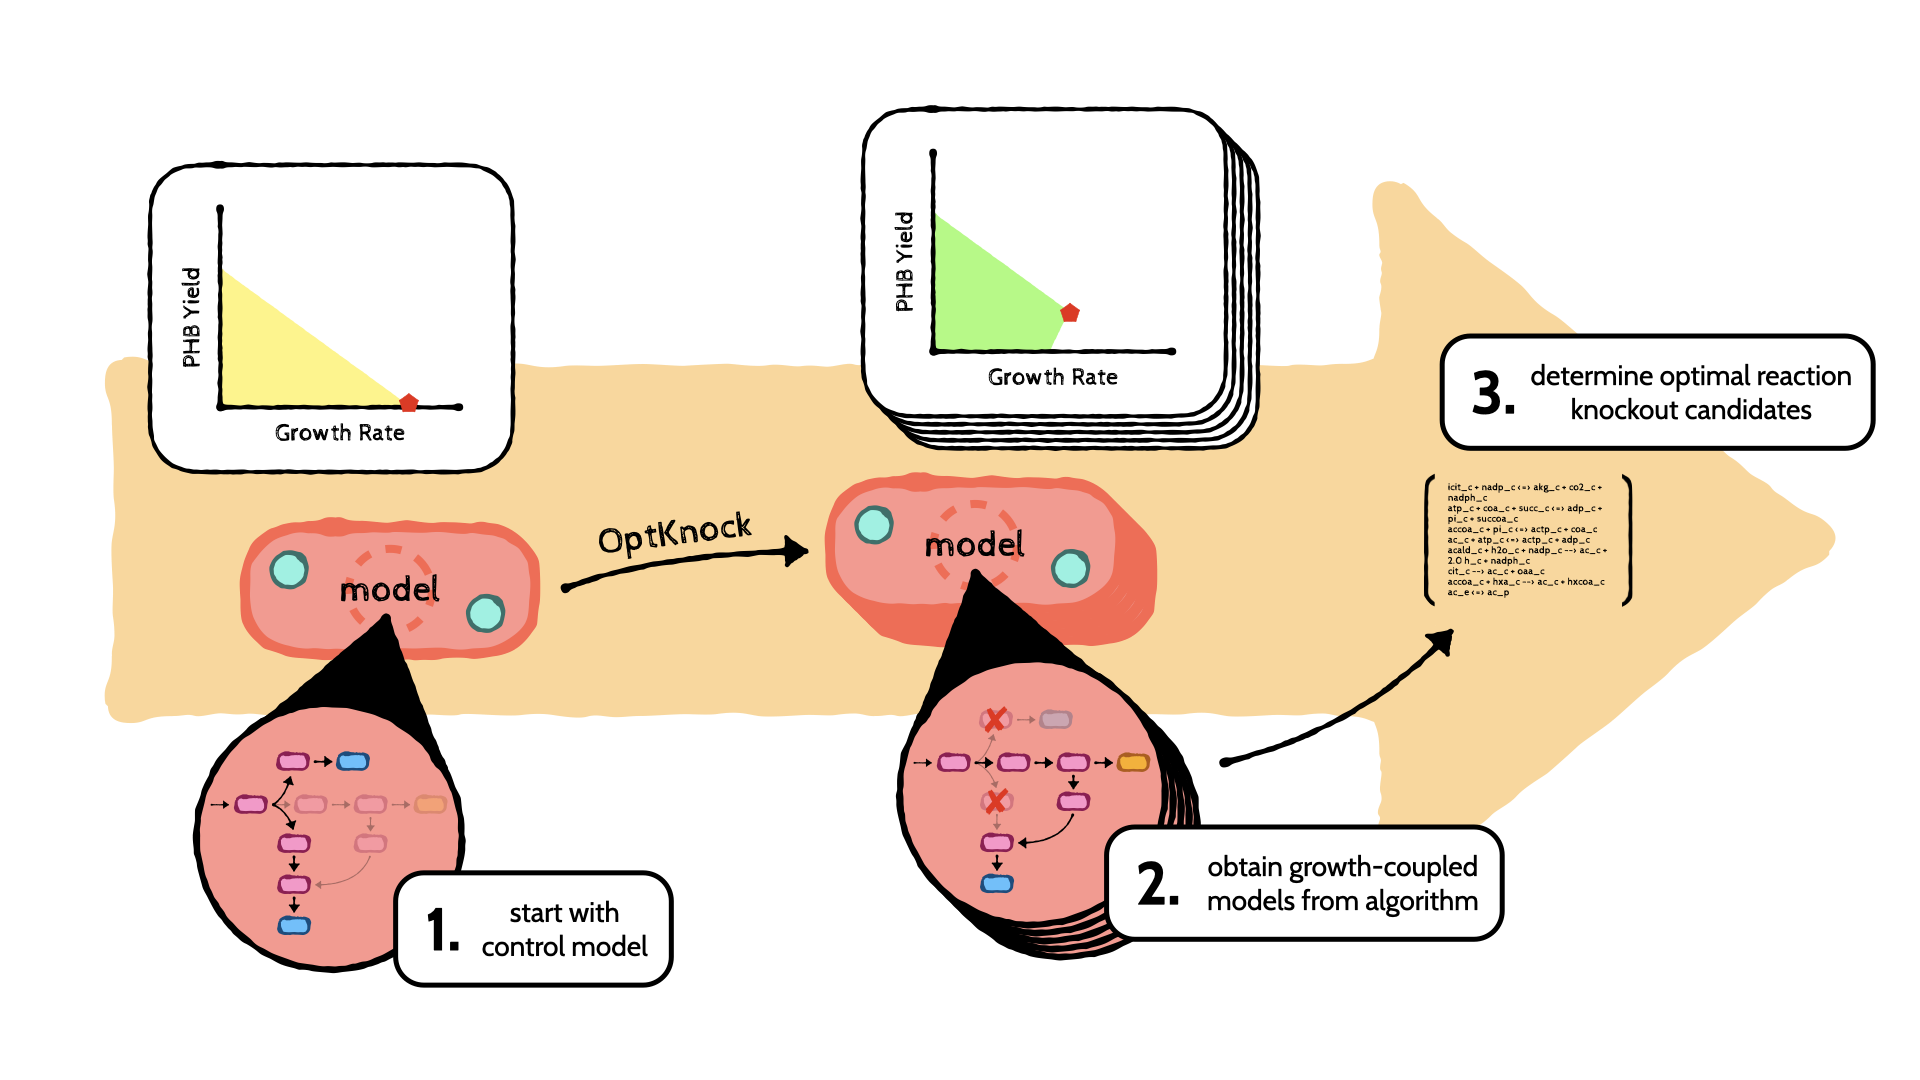 PHB Yield
Growth Rate
model
1.
start with
control model
OptKnock
PHB Yield
Growth Rate
model
2.
obtain growth-coupled
models from algorithm
3.
determine optimal reaction
knockout candidates
icit_c + nadp_c <=> akg_c + co2_c +
nadph_c
atp_c + coa_c + succ_c <=> adp_c +
pi_c + succoa_c
accoa_c + pi_c <=> actp_c + coa_c
ac_c + atp_c <=> actp_c + adp_c
acald_c + h2o_c + nadp_c --> ac_c +
2.0 h_c + nadph_c
cit_c --> ac_c + oaa_c
accoa_c + hxa_c --> ac_c + hxcoa_c
ac_e <=> ac_p